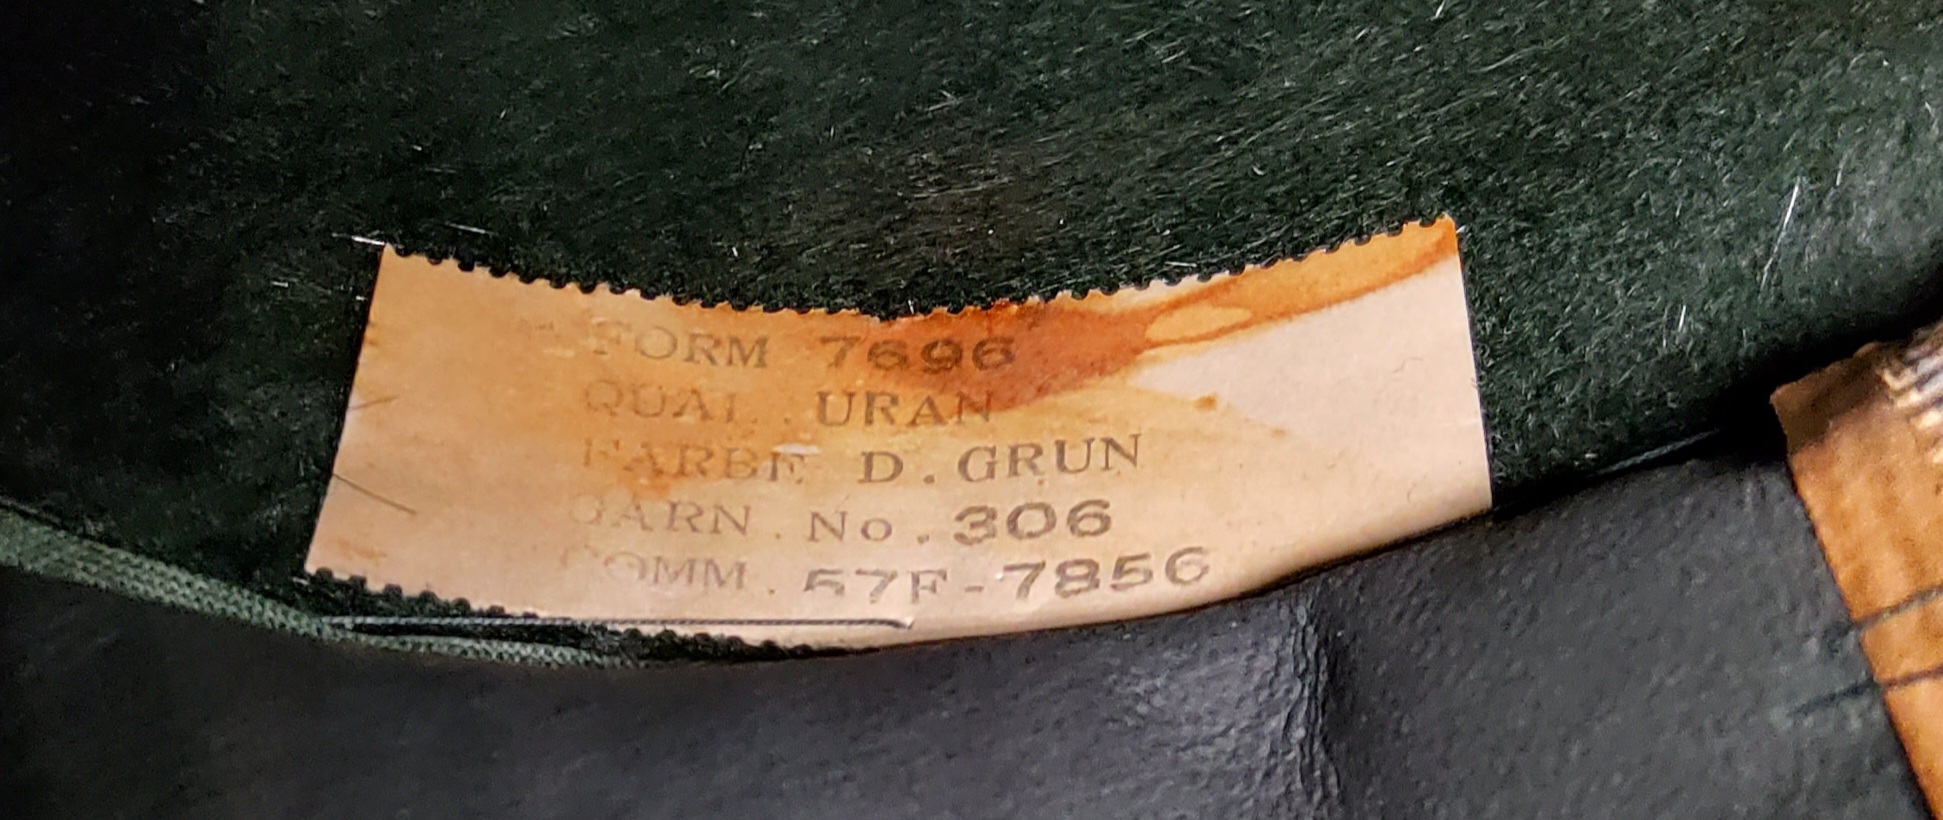 FORM 7696
QUAL. URAN
FARBE D. GRUN
GARN. No. 306
COMM. 57F-7856